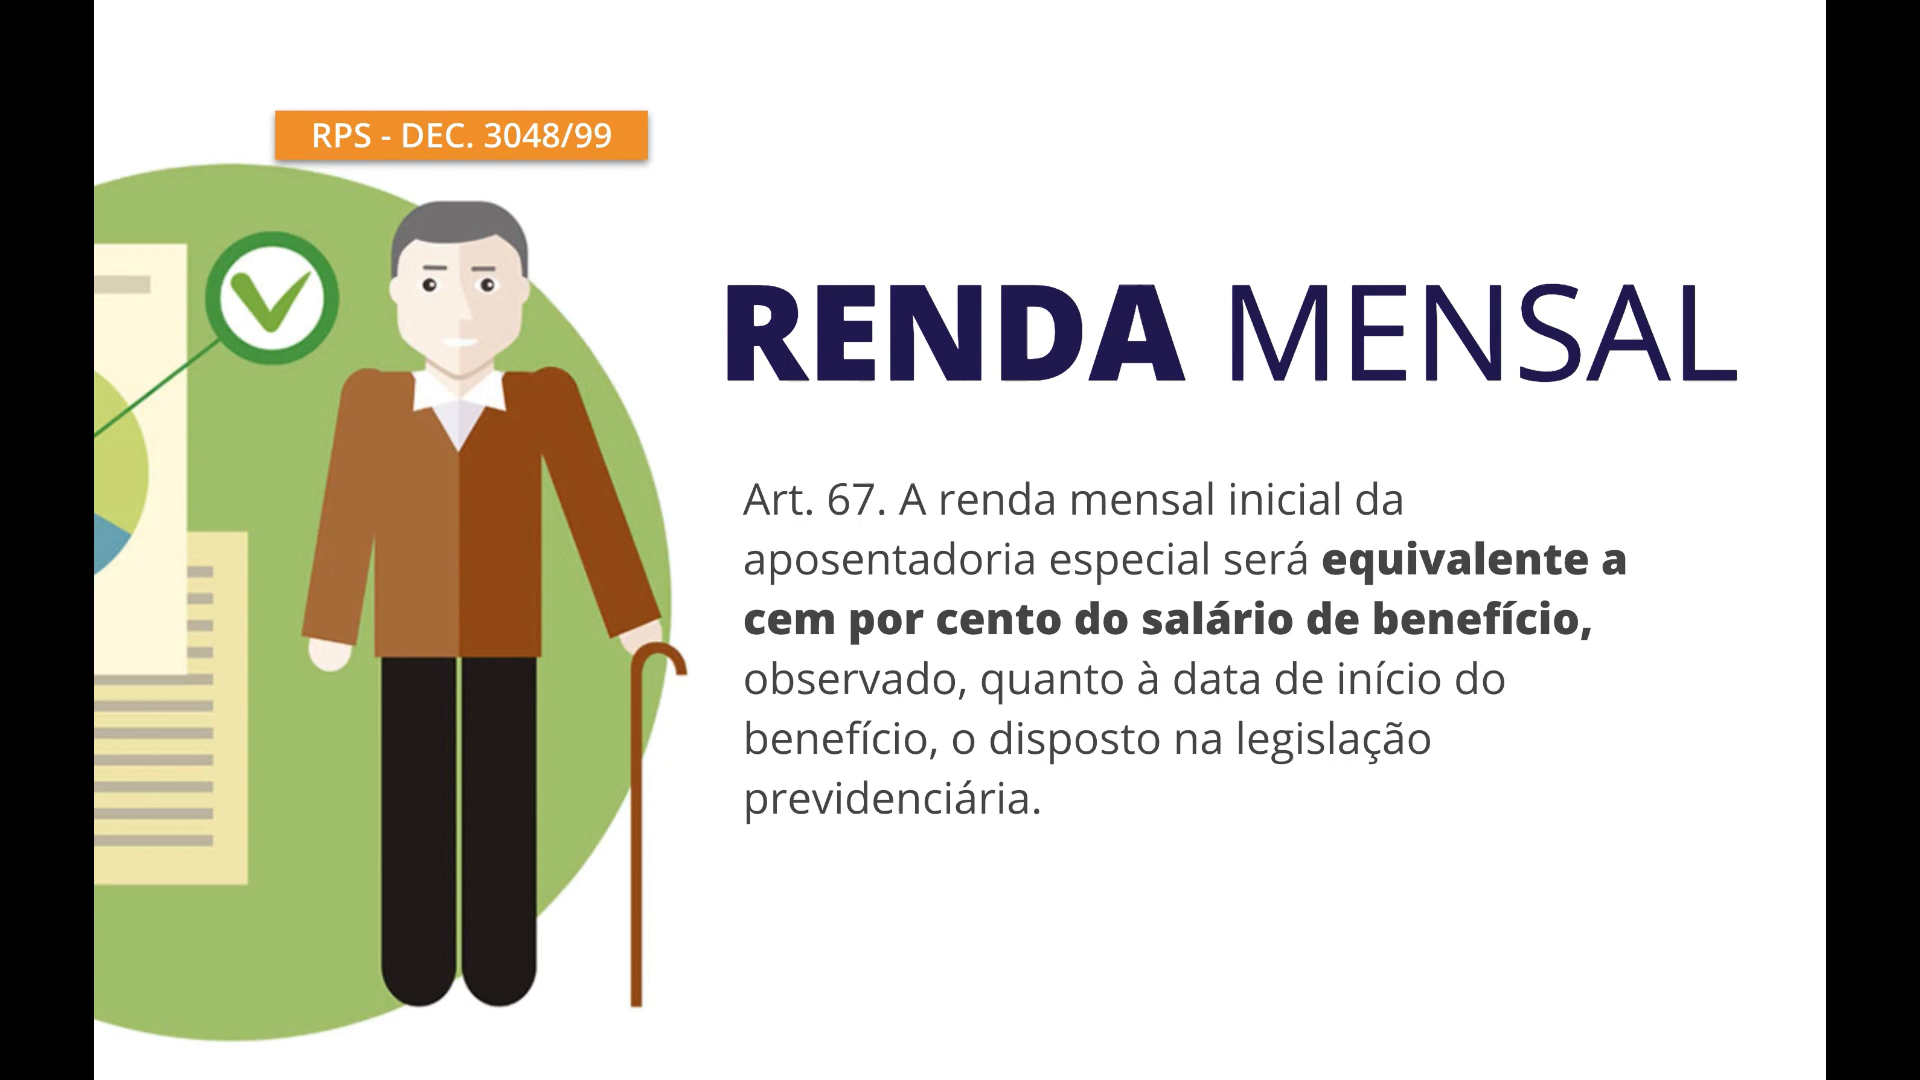 RPS - DEC. 3048/99
RENDA MENSAL
Art. 67. A renda mensal inicial da
aposentadoria especial será equivalente a
cem por cento do salário de benefício,
observado, quanto à data de início do
benefício, o disposto na legislação
previdenciária.